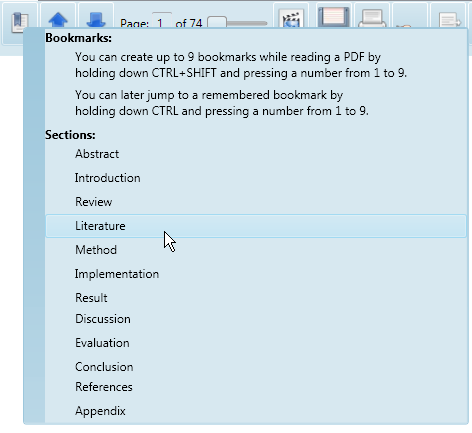 Page: 1 of 74
Bookmarks:
You can create up to 9 bookmarks while reading a PDF by
holding down CTRL+SHIFT and pressing a number from 1 to 9.
You can later jump to a remembered bookmark by
holding down CTRL and pressing a number from 1 to 9.
Sections:
Abstract
Introduction
Review
Literature
Method
Implementation
Result
Discussion
Evaluation
Conclusion
References
Appendix